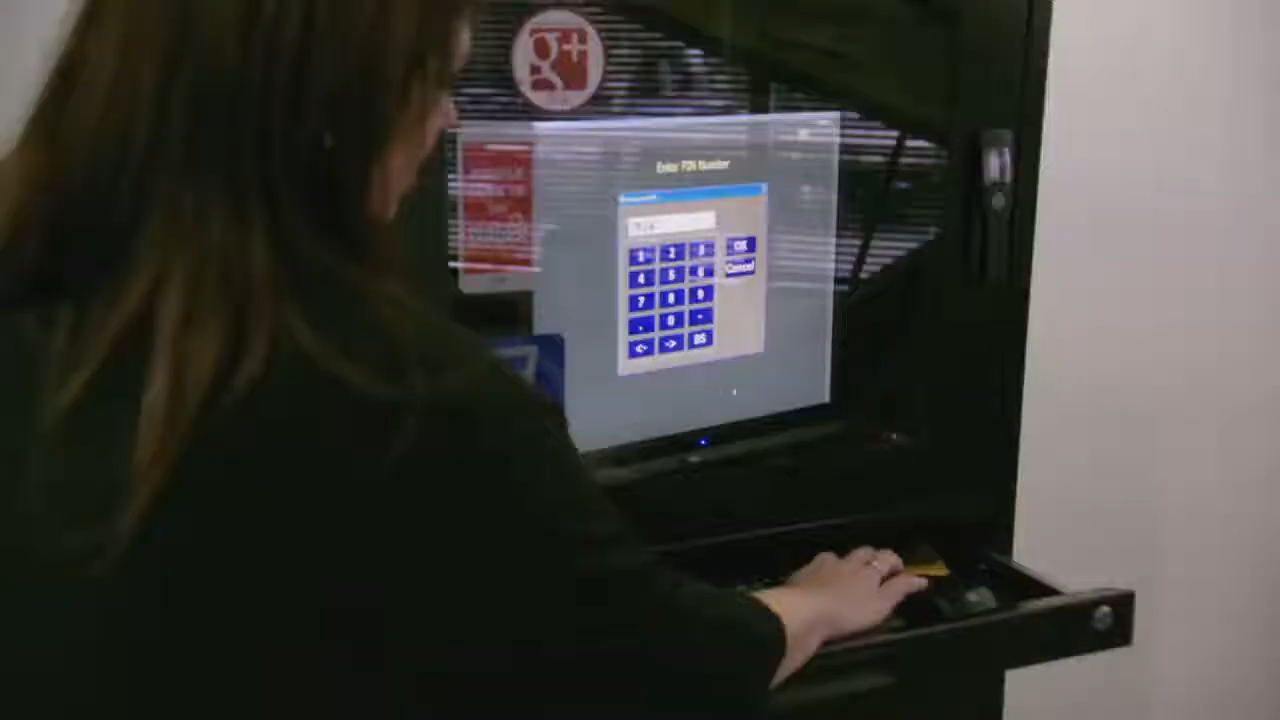 g+
Enter PIN Number
1 2 3 OK
4 5 6 Cancel
7 8 9
. 0 -
<- -> BS